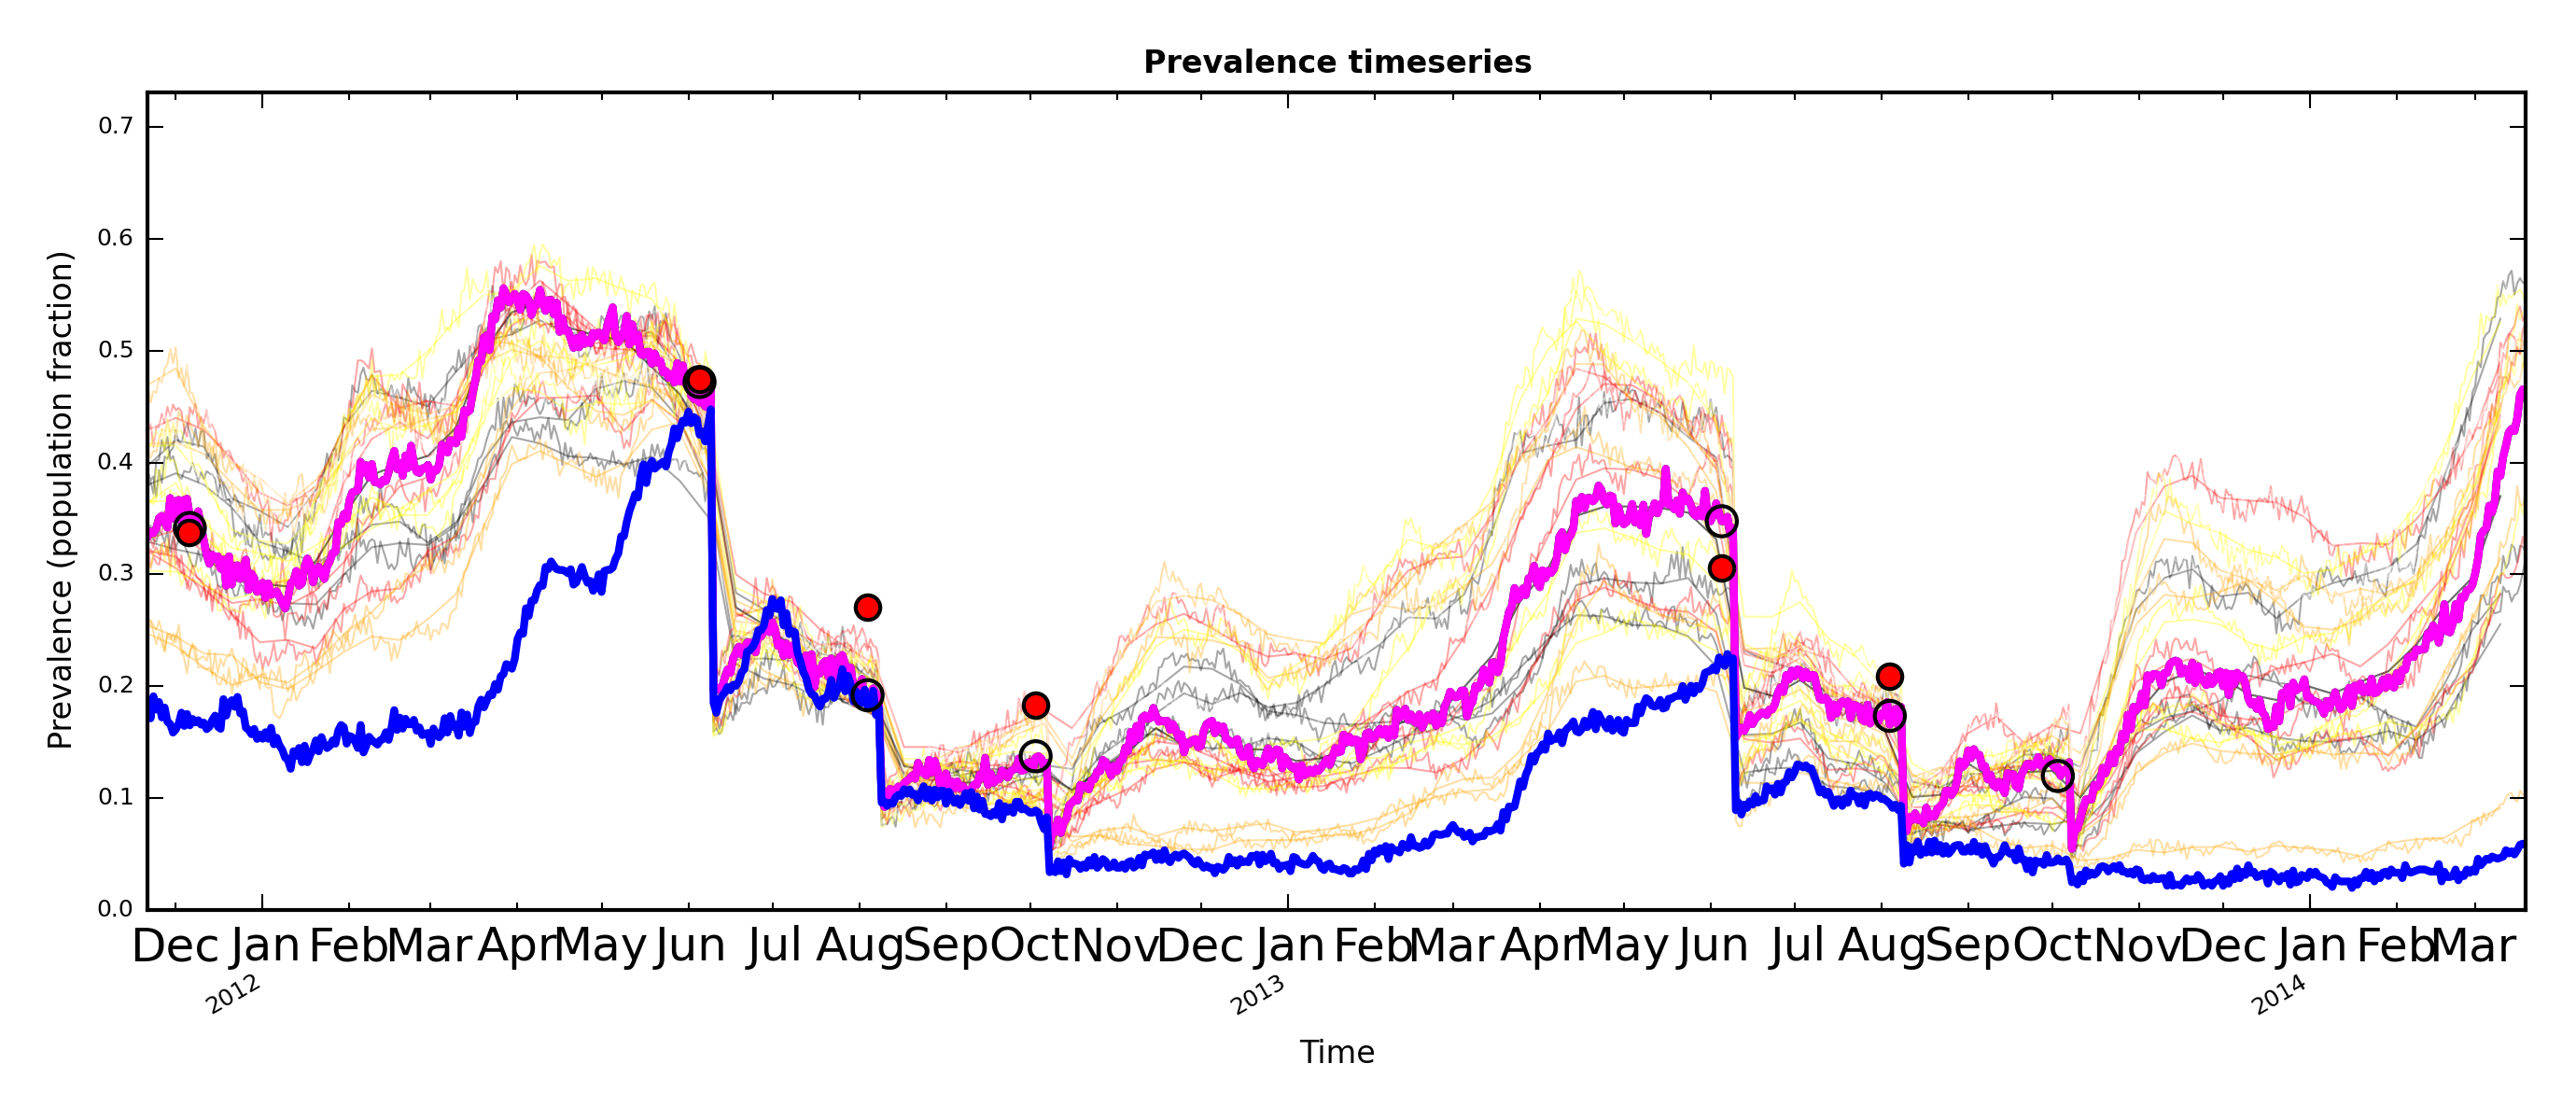 Prevalence timeseries
Prevalence (population fraction)
0.7
0.6
0.5
0.4
0.3
0.2
0.1
0.0
Dec Jan Feb Mar Apr May Jun Jul Aug Sep Oct Nov Dec Jan Feb Mar Apr May Jun Jul Aug Sep Oct Nov Dec Jan Feb Mar
2012 2013 2014
Time